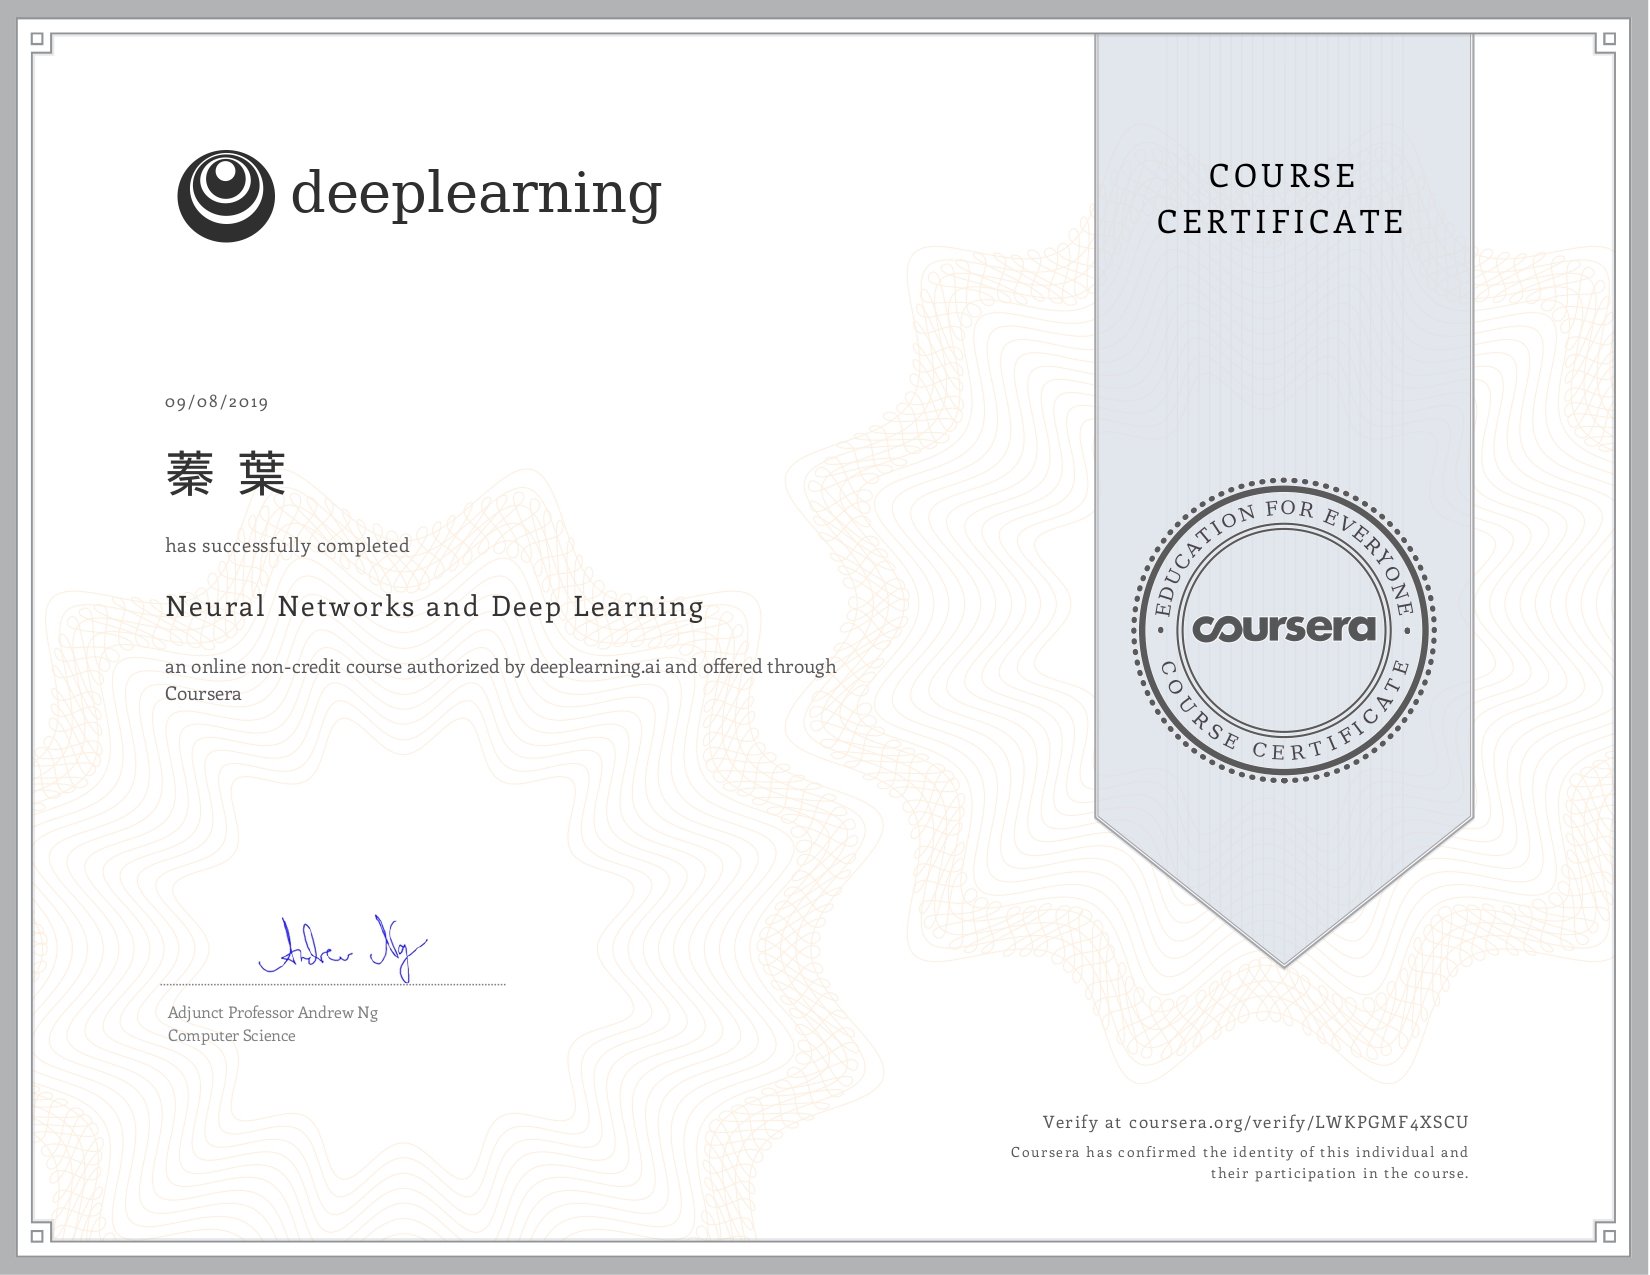 deeplearning
COURSE
CERTIFICATE
09/08/2019
蓁 葉
has successfully completed
Neural Networks and Deep Learning
an online non-credit course authorized by deeplearning.ai and offered through
Coursera
EDUCATION FOR EVERYONE
coursera
COURSE CERTIFICATE
Andrew Ng
Adjunct Professor Andrew Ng
Computer Science
Verify at coursera.org/verify/LWKPGMF4XSCU
Coursera has confirmed the identity of this individual and
their participation in the course.